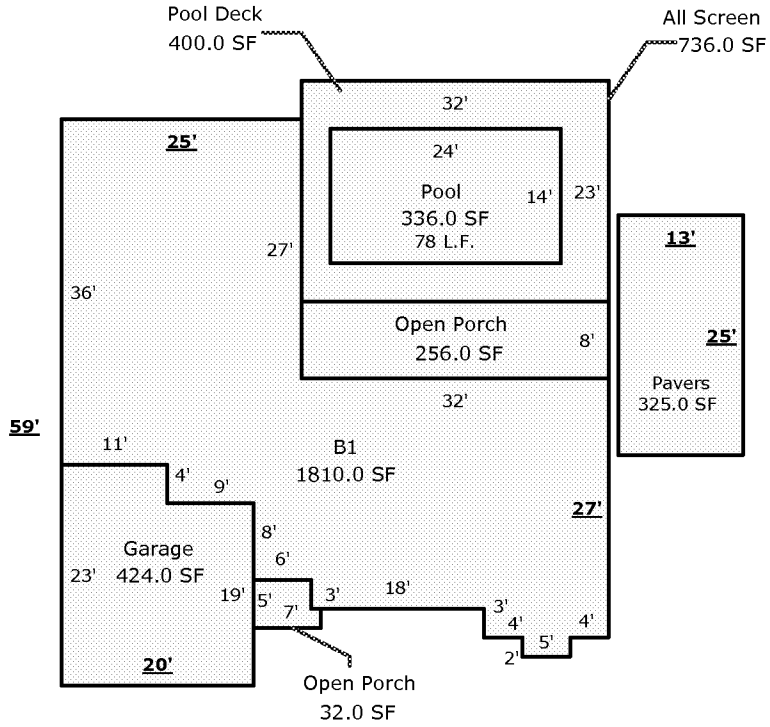 Pool Deck
400.0 SF
All Screen
736.0 SF
32'
25'
24'
Pool
14'
23'
336.0 SF
78 L.F.
13'
27'
36'
Open Porch
8'
256.0 SF
25'
Pavers
325.0 SF
32'
59'
11'
B1
1810.0 SF
4'
9'
27'
8'
Garage
6'
23'
424.0 SF
19'
5'
7'
3'
18'
3'
4'
4'
5'
2'
20'
Open Porch
32.0 SF